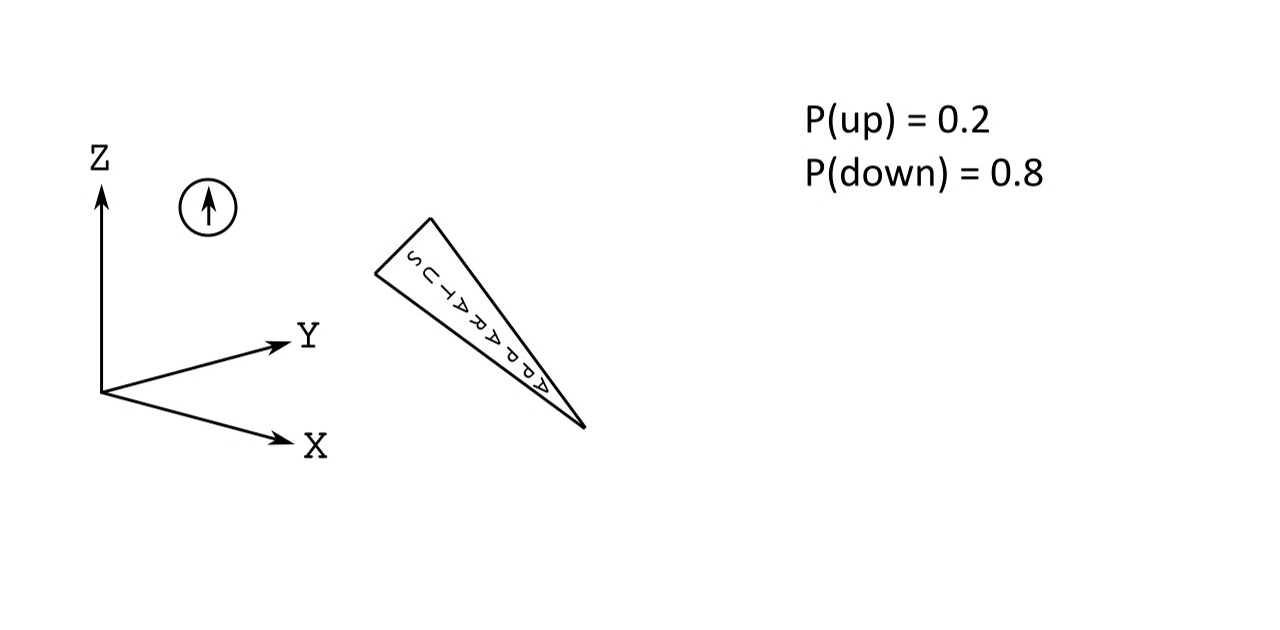 P(up) = 0.2
P(down) = 0.8
Z
Y
X
APPARATUS